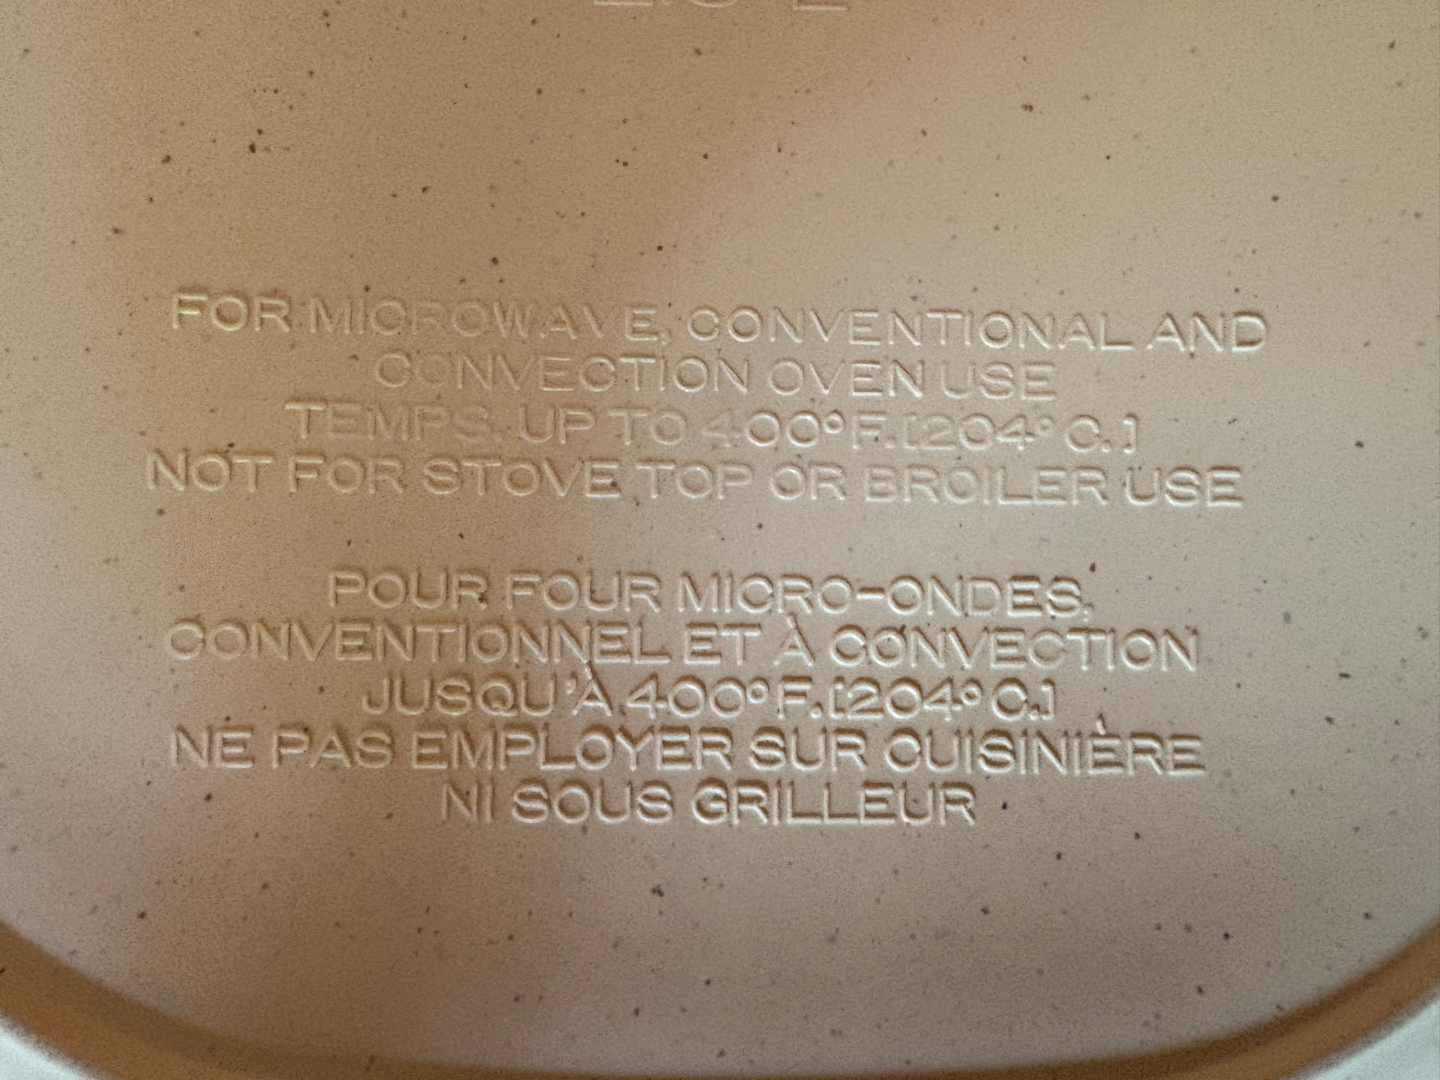 FOR MICROWAVE, CONVENTIONAL AND
CONVECTION OVEN USE
TEMPS. UP TO 400° F. [204° C.]
NOT FOR STOVE TOP OR BROILER USE
POUR FOUR MICRO-ONDES,
CONVENTIONNEL ET À CONVECTION
JUSQU'À 400° F. [204° C.]
NE PAS EMPLOYER SUR CUISINIÈRE
NI SOUS GRILLEUR